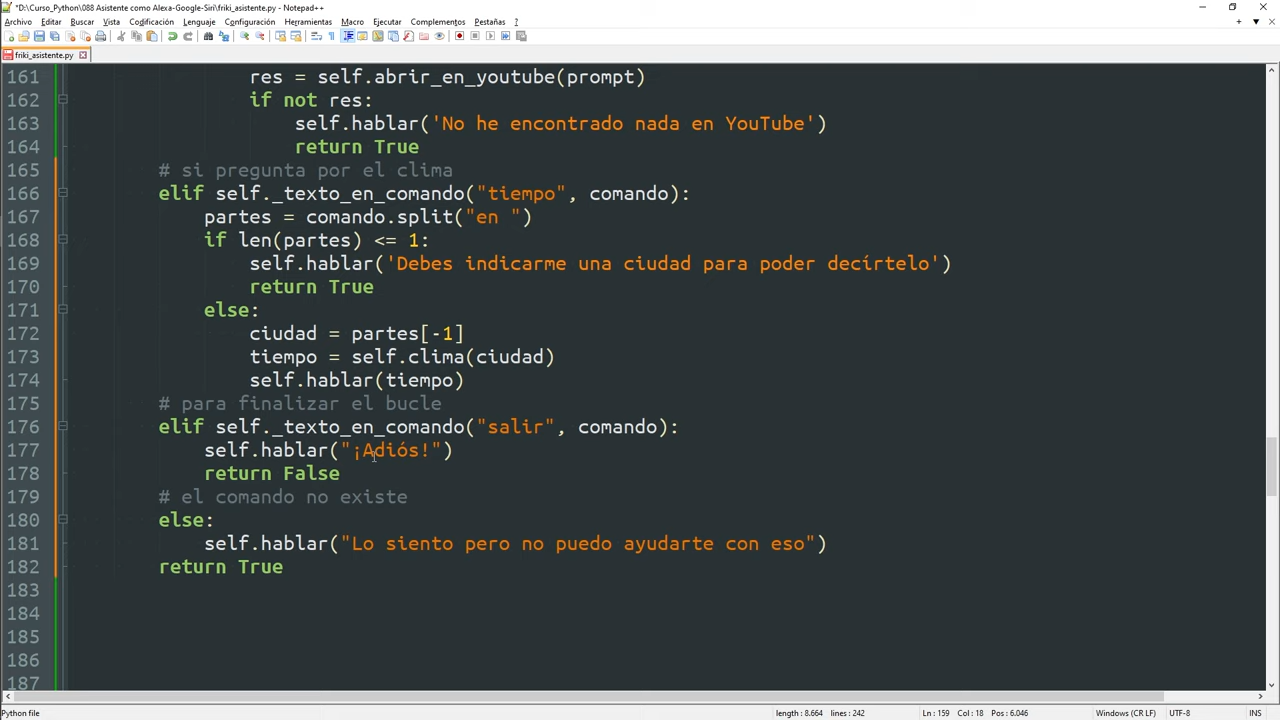 *D:\Curso_Python\088 Asistente como Alexa-Google-Siri\friki_asistente.py - Notepad++
Archivo Editar Buscar Vista Codificación Lenguaje Configuración Herramientas Macro Ejecutar Complementos Pestañas ?
friki_asistente.py
161 res = self.abrir_en_youtube(prompt)
162 if not res:
163 self.hablar('No he encontrado nada en YouTube')
164 return True
165 # si pregunta por el clima
166 elif self._texto_en_comando("tiempo", comando):
167 partes = comando.split("en ")
168 if len(partes) <= 1:
169 self.hablar('Debes indicarme una ciudad para poder decírtelo')
170 return True
171 else:
172 ciudad = partes[-1]
173 tiempo = self.clima(ciudad)
174 self.hablar(tiempo)
175 # para finalizar el bucle
176 elif self._texto_en_comando("salir", comando):
177 self.hablar("¡Adiós!")
178 return False
179 # el comando no existe
180 else:
181 self.hablar("Lo siento pero no puedo ayudarte con eso")
182 return True
183
184
185
186
187
Python file length : 8.664 lines : 242 Ln : 159 Col : 18 Pos : 6.046 Windows (CR LF) UTF-8 INS